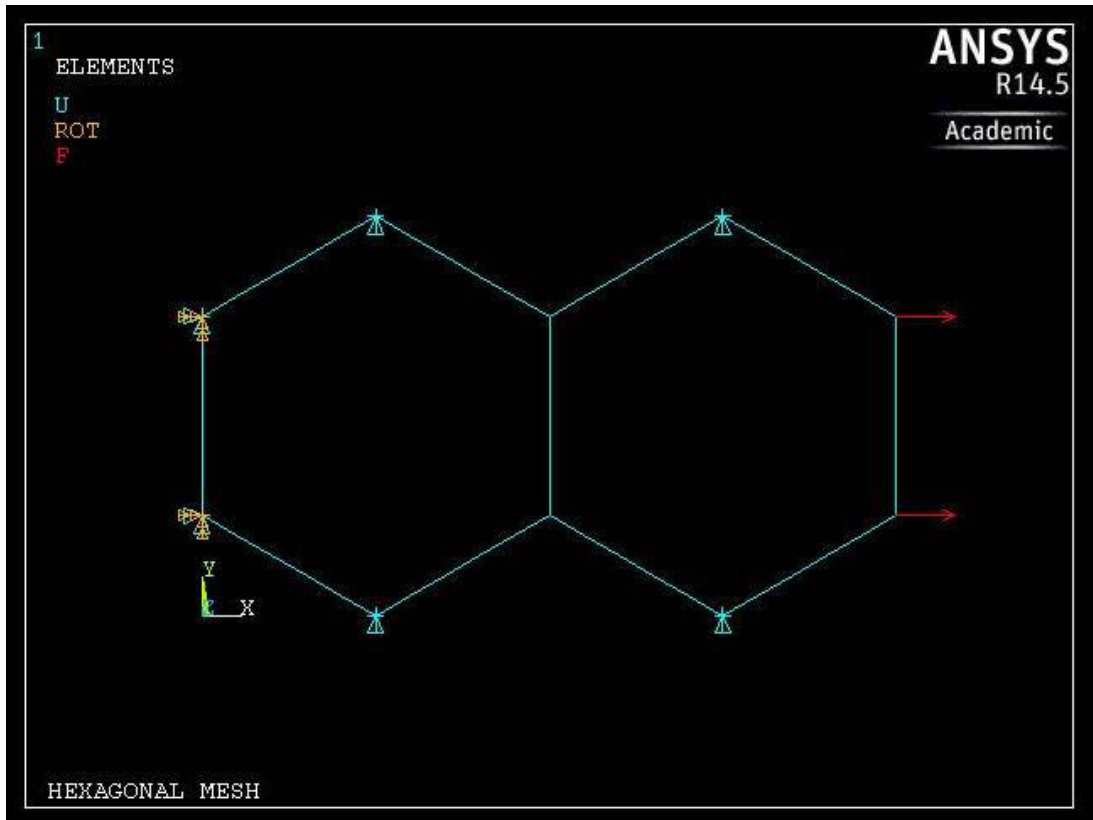 1
ELEMENTS
U
ROT
F
ANSYS
R14.5
Academic
Y
Z X
HEXAGONAL MESH